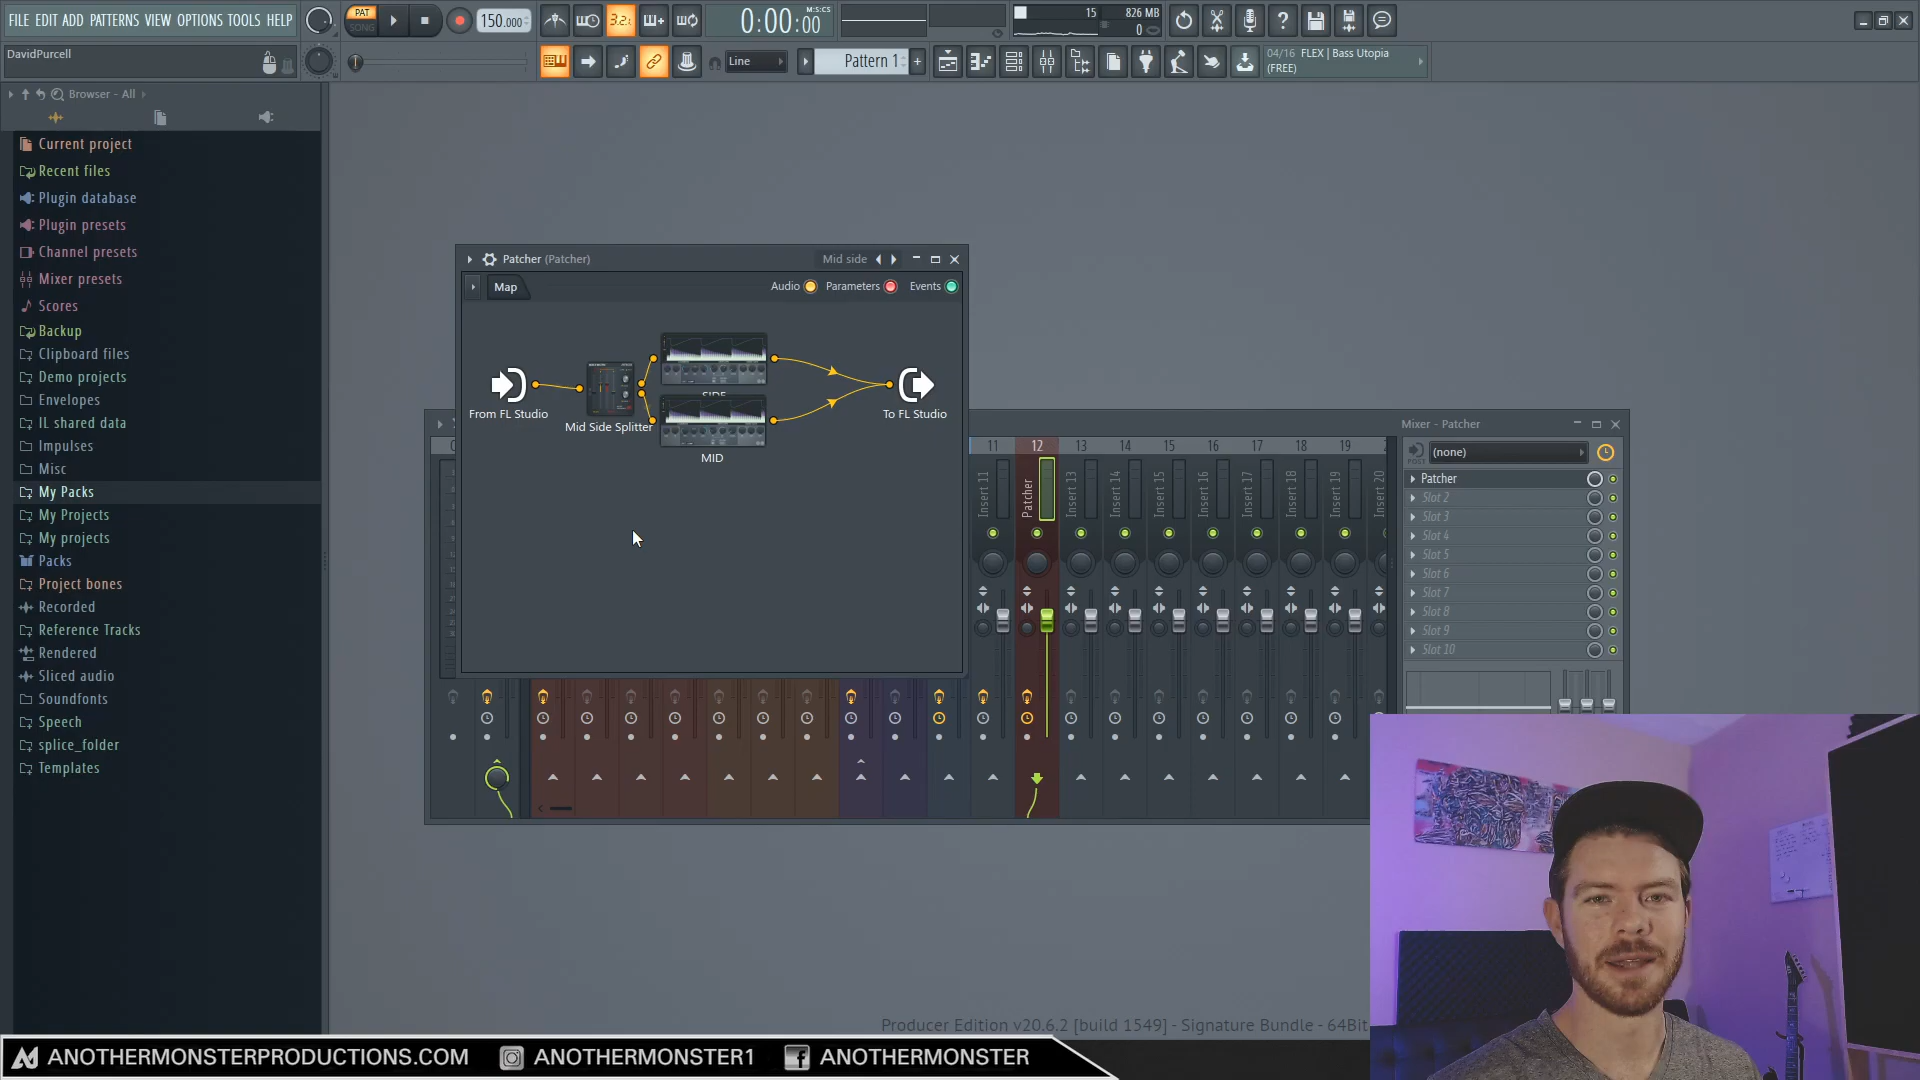 FILE EDIT ADD PATTERNS VIEW OPTIONS TOOLS HELP
PAT
SONG
150.000
3.2.
0:00:00
M:S:CS
15
826 MB
0
DavidPurcell
Line
Pattern 1
04/16 FLEX | Bass Utopia
(FREE)
Browser - All
Current project
Recent files
Plugin database
Plugin presets
Channel presets
Mixer presets
Scores
Backup
Clipboard files
Demo projects
Envelopes
IL shared data
Impulses
Misc
My Packs
My Projects
My projects
Packs
Project bones
Recorded
Reference Tracks
Rendered
Sliced audio
Soundfonts
Speech
splice_folder
Templates
Patcher (Patcher)
Mid side
Map
Audio
Parameters
Events
From FL Studio
Mid Side Splitter
SIDE
MID
To FL Studio
11 12 13 14 15 16 17 18 19
Insert 11
Patcher
Insert 13
Insert 14
Insert 15
Insert 16
Insert 17
Insert 18
Insert 19
Insert 20
Mixer - Patcher
(none)
Patcher
Slot 2
Slot 3
Slot 4
Slot 5
Slot 6
Slot 7
Slot 8
Slot 9
Slot 10
Producer Edition v20.6.2 [build 1549] - Signature Bundle - 64Bit
ANOTHERMONSTERPRODUCTIONS.COM ANOTHERMONSTER1 ANOTHERMONSTER